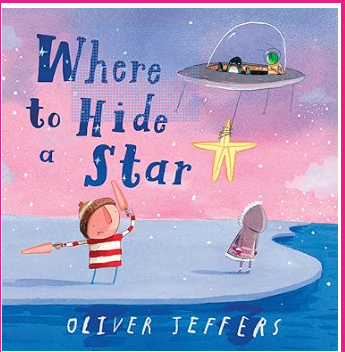 Where
to Hide
a
Star
OLIVER JEFFERS